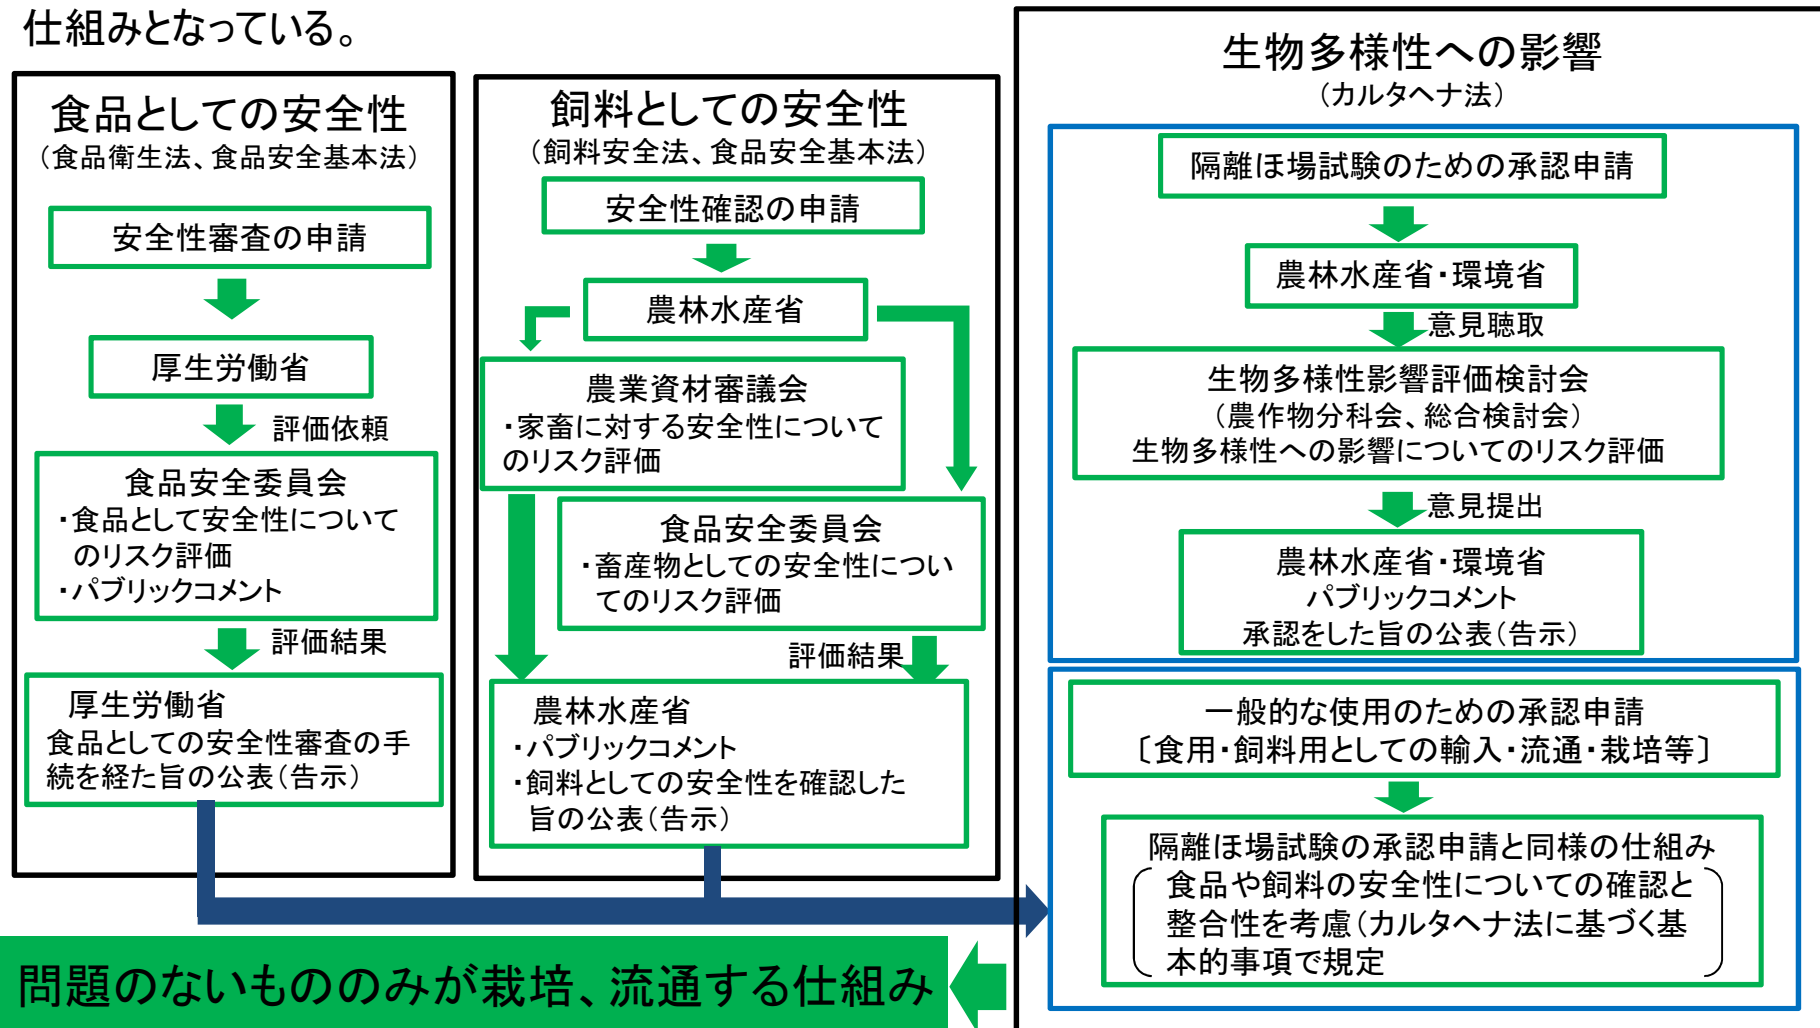 仕組みとなっている。
食品としての安全性
（食品衛生法、食品安全基本法）
安全性審査の申請
厚生労働省
評価依頼
食品安全委員会
・食品として安全性について
のリスク評価
・パブリックコメント
評価結果
厚生労働省
食品としての安全性審査の手
続を経た旨の公表（告示）
飼料としての安全性
（飼料安全法、食品安全基本法）
安全性確認の申請
農林水産省
農業資材審議会
・家畜に対する安全性について
のリスク評価
食品安全委員会
・畜産物としての安全性につい
てのリスク評価
評価結果
農林水産省
・パブリックコメント
・飼料としての安全性を確認した
旨の公表（告示）
生物多様性への影響
（カルタヘナ法）
隔離ほ場試験のための承認申請
農林水産省・環境省
意見聴取
生物多様性影響評価検討会
（農作物分科会、総合検討会）
生物多様性への影響についてのリスク評価
意見提出
農林水産省・環境省
パブリックコメント
承認をした旨の公表（告示）
一般的な使用のための承認申請
〔食用・飼料用としての輸入・流通・栽培等〕
隔離ほ場試験の承認申請と同様の仕組み
食品や飼料の安全性についての確認と
整合性を考慮（カルタヘナ法に基づく基
本的事項で規定
問題のないもののみが栽培、流通する仕組み